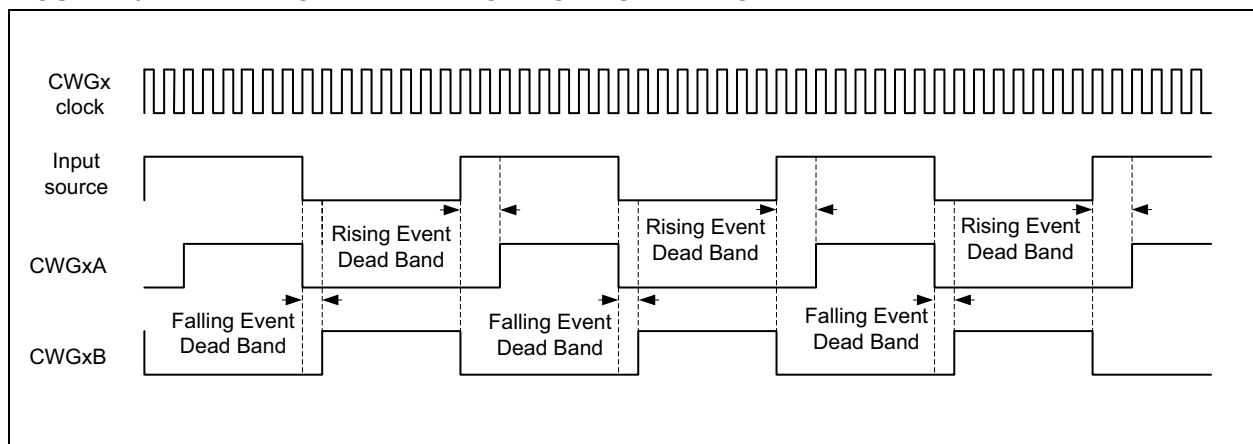 CWGx
clock
Input
source
Rising Event
Dead Band
Rising Event
Dead Band
Rising Event
Dead Band
CWGxA
Falling Event
Dead Band
Falling Event
Dead Band
Falling Event
Dead Band
CWGxB